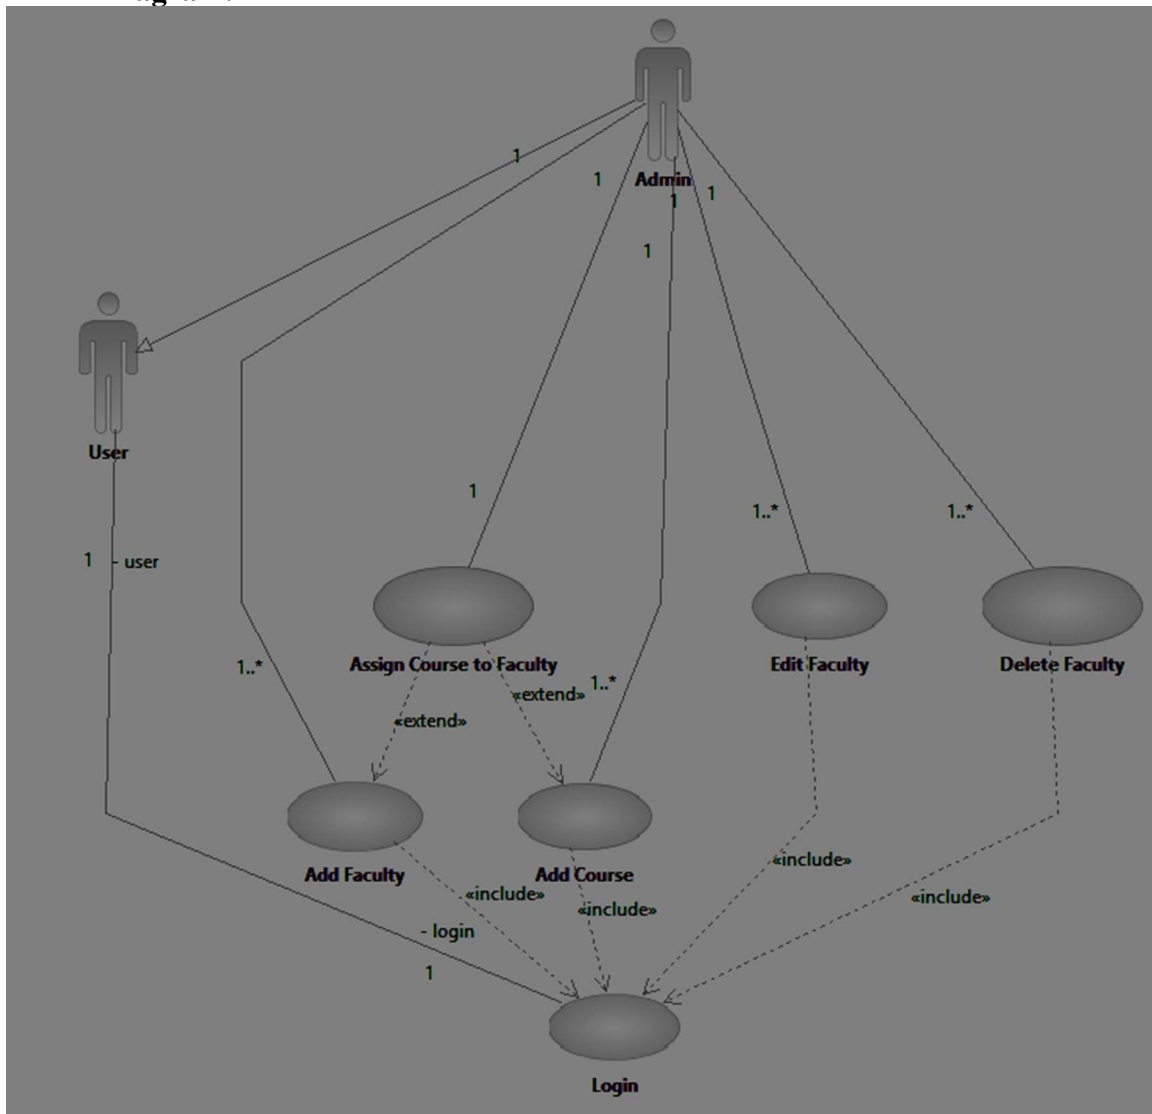 1
1
Admin
1
1
1
User
1
1..*
1..*
1
- user
1..*
Assign Course to Faculty
Edit Faculty
Delete Faculty
1..*
«extend»
«extend»
Add Faculty
Add Course
«include»
«include»
«include»
«include»
- login
1
Login